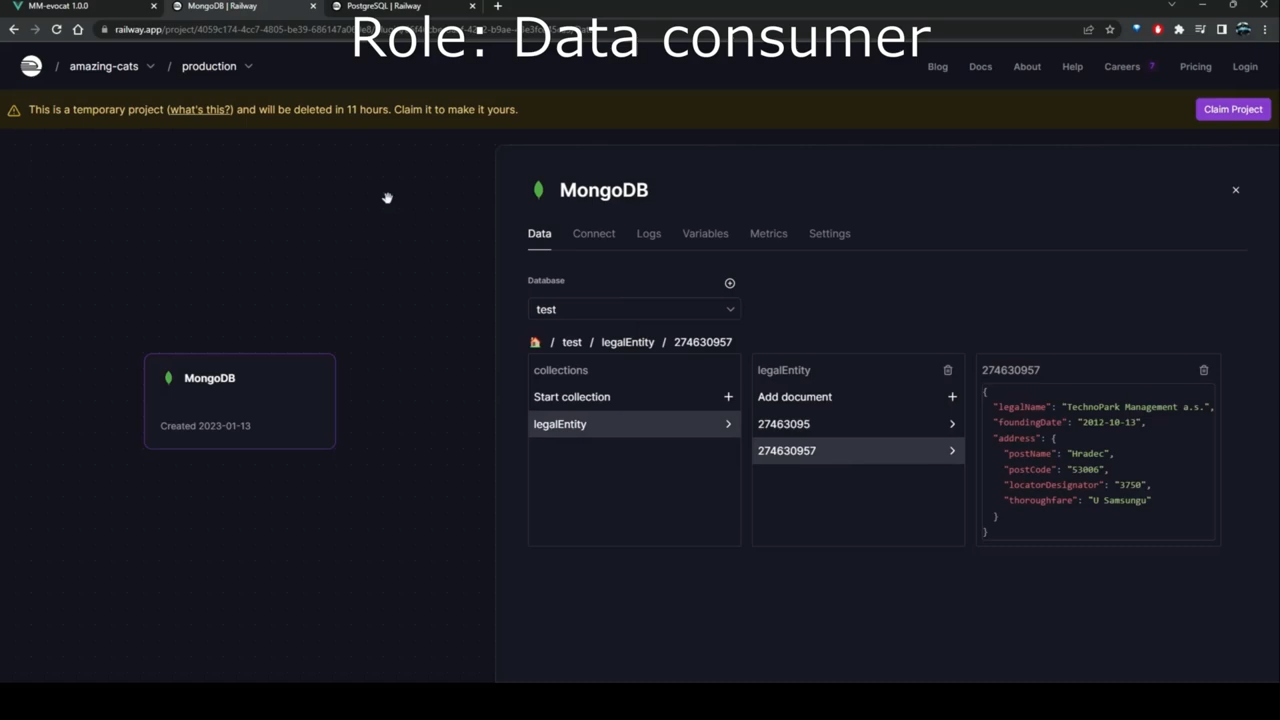 MM-evocat 1.0.0
MongoDB | Railway
PostgreSQL | Railway
Role: Data consumer
amazing-cats / production
Blog Docs About Help Careers 7 Pricing Login
This is a temporary project (what's this?) and will be deleted in 11 hours. Claim it to make it yours.
Claim Project
MongoDB
Created 2023-01-13
MongoDB
Data Connect Logs Variables Metrics Settings
Database
test
/ test / legalEntity / 274630957
collections
Start collection
legalEntity
legalEntity
Add document
27463095
274630957
274630957
{
"legalName": "TechnoPark Management a.s.",
"foundingDate": "2012-10-13",
"address": {
"postName": "Hradec",
"postCode": "53006",
"locatorDesignator": "3750",
"thoroughfare": "U Samsungu"
}
}